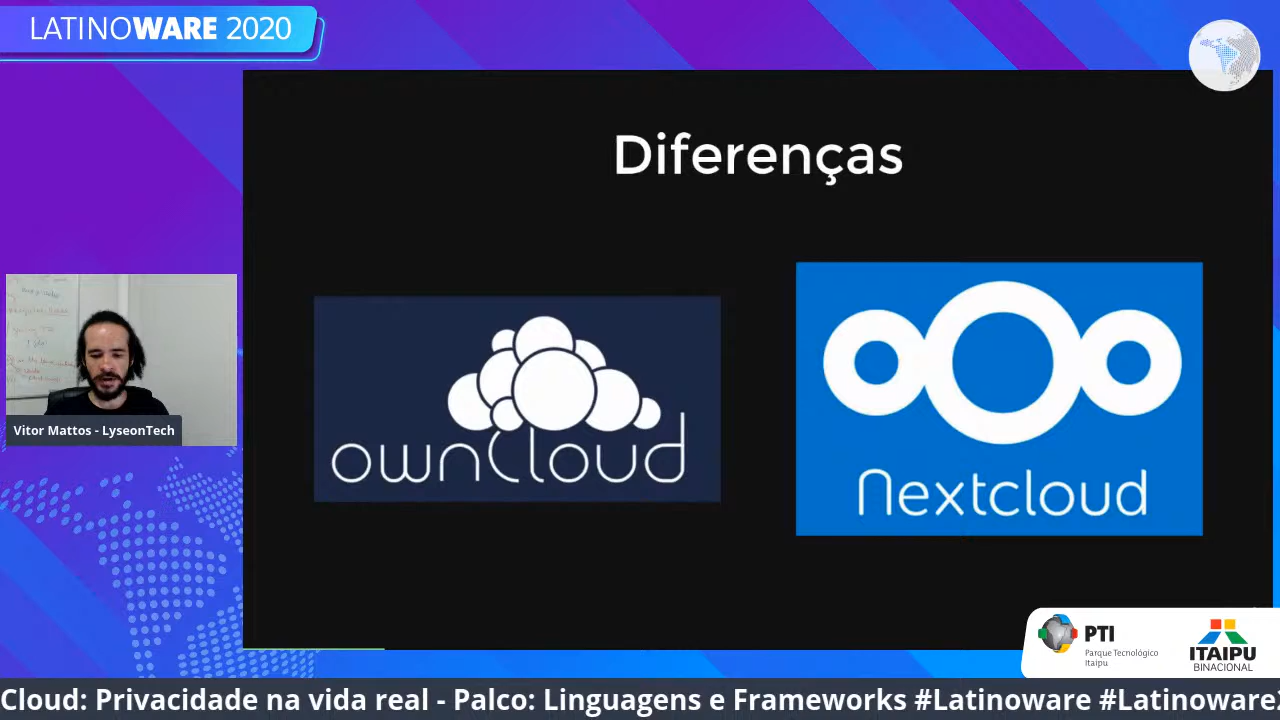 LATINOWARE 2020
Diferenças
ownCloud
Nextcloud
Vitor Mattos - LyseonTech
PTI
Parque Tecnológico
Itaipu
ITAIPU
BINACIONAL
Cloud: Privacidade na vida real - Palco: Linguagens e Frameworks #Latinoware #Latinoware2